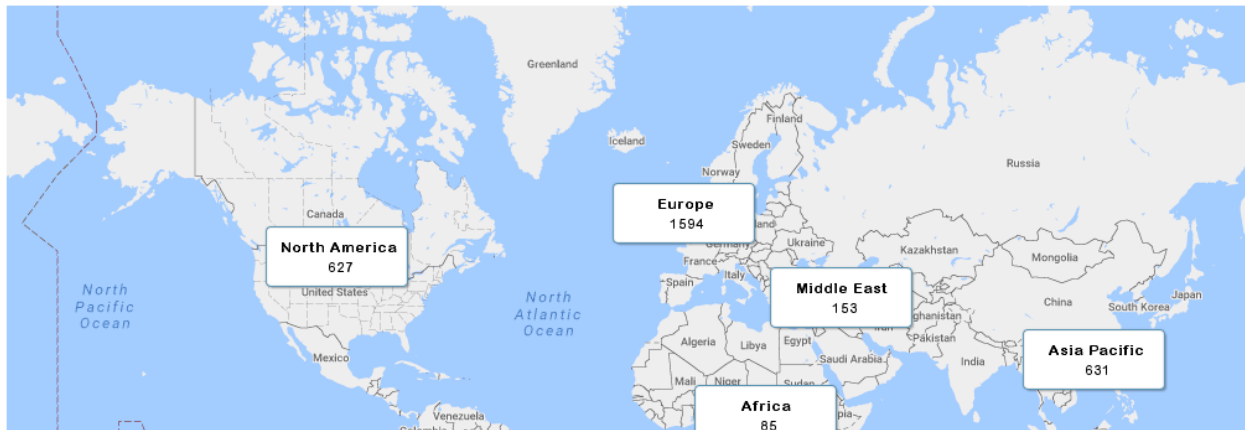 Greenland
Iceland
Finland
Sweden
Norway
Russia
Canada
North America
627
United States
Mexico
Venezuela
North
Pacific
Ocean
North
Atlantic
Ocean
Europe
1594
Germany
Ukraine
France
Italy
Spain
Kazakhstan
Mongolia
Middle East
153
China
South Korea
Japan
Algeria
Libya
Egypt
Saudi Arabia
Pakistan
India
Asia Pacific
631
Mali
Niger
Sudan
Africa
85